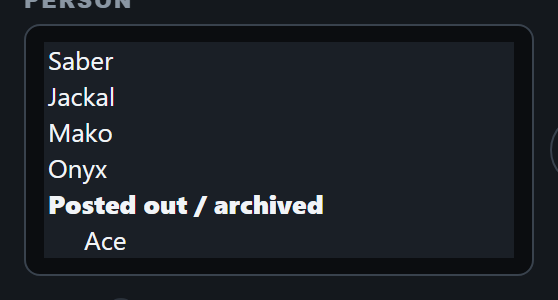 PERSON
Saber
Jackal
Mako
Onyx
Posted out / archived
Ace